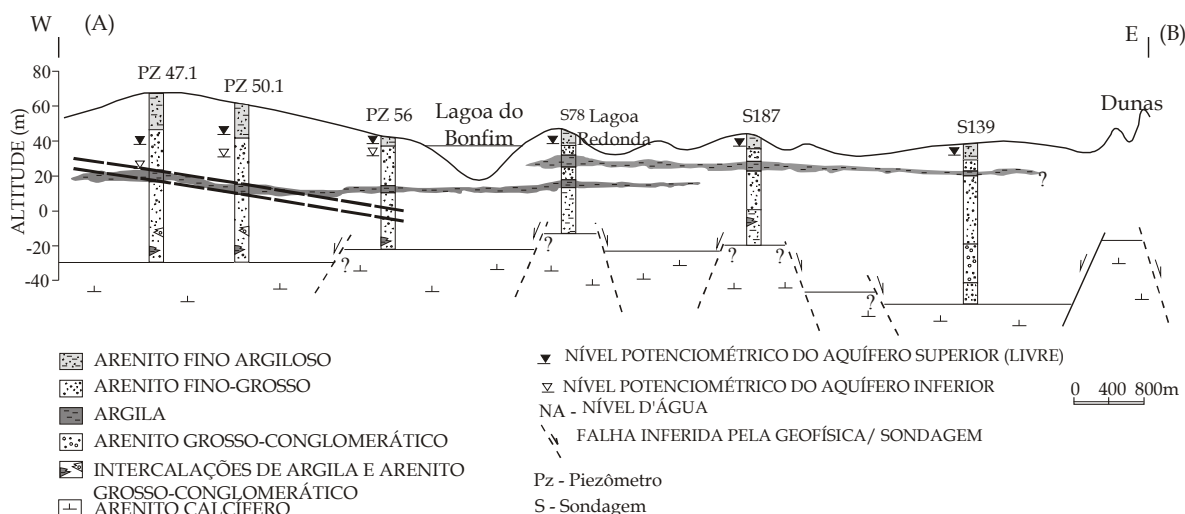 W
(A)
E
(B)
ALTITUDE (m)
80
60
40
20
0
-20
-40
PZ 47.1
PZ 50.1
PZ 56
Lagoa do
Bonfim
S78
Lagoa
Redonda
S187
S139
Dunas
?
?
?
?
?
?
?
ARENITO FINO ARGILOSO
ARENITO FINO-GROSSO
ARGILA
ARENITO GROSSO-CONGLOMERÁTICO
INTERCALAÇÕES DE ARGILA E ARENITO
GROSSO-CONGLOMERÁTICO
ARENITO CALCÍFERO
NÍVEL POTENCIOMÉTRICO DO AQUÍFERO SUPERIOR (LIVRE)
NÍVEL POTENCIOMÉTRICO DO AQUÍFERO INFERIOR
NA - NÍVEL D'ÁGUA
FALHA INFERIDA PELA GEOFÍSICA/ SONDAGEM
Pz - Piezômetro
S - Sondagem
0 400 800m